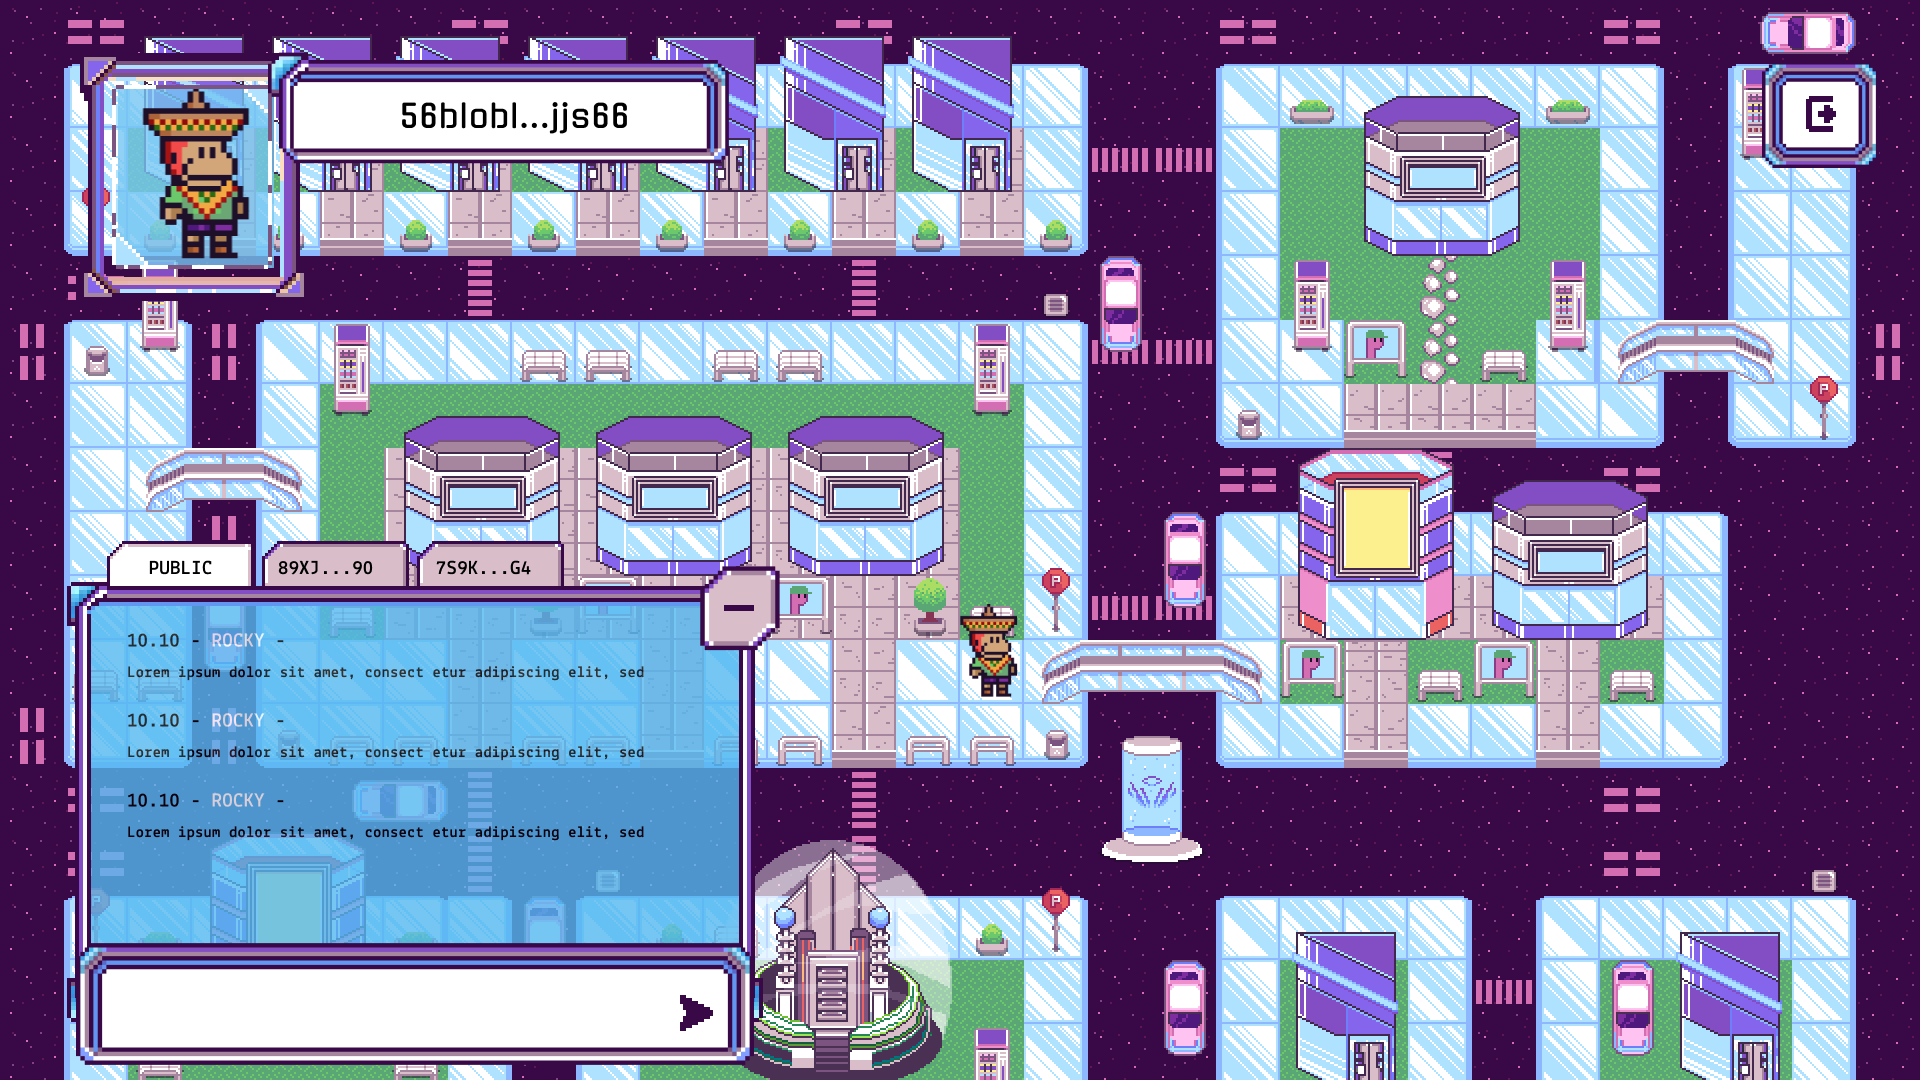 56blobl...jjs66
PUBLIC
89XJ...90
7S9K...G4
10.10 - ROCKY -
Lorem ipsum dolor sit amet, consect etur adipiscing elit, sed
10.10 - ROCKY -
Lorem ipsum dolor sit amet, consect etur adipiscing elit, sed
10.10 - ROCKY -
Lorem ipsum dolor sit amet, consect etur adipiscing elit, sed
P
P
P